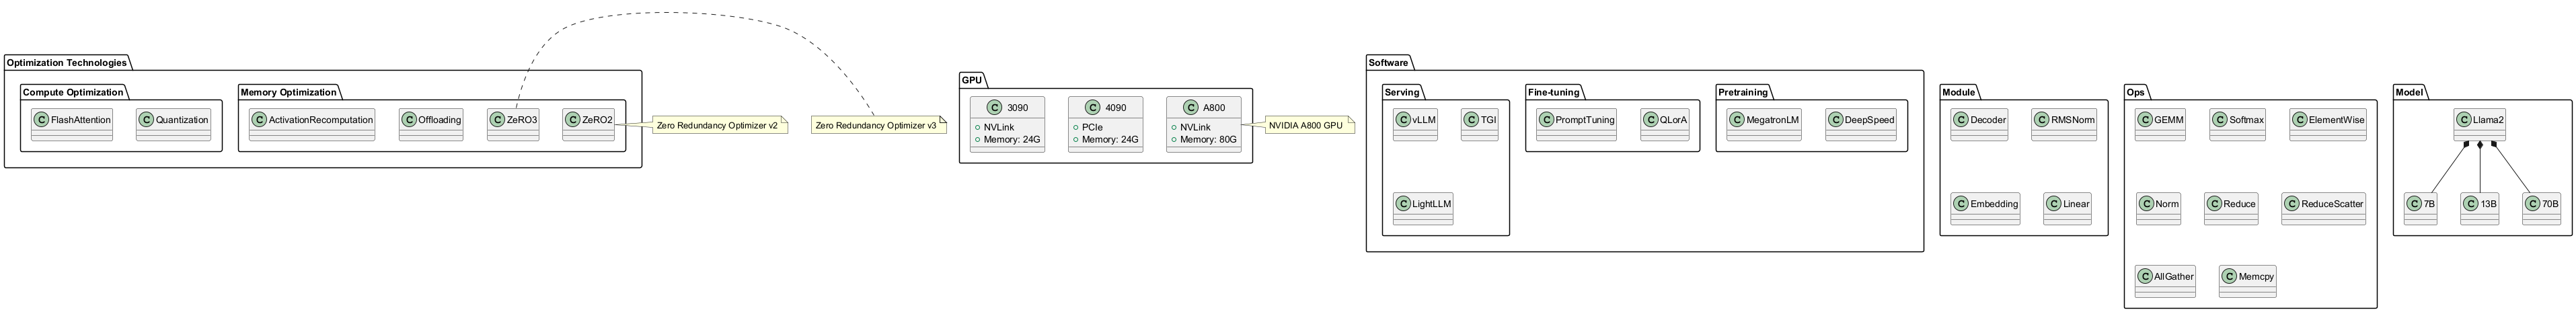 Optimization Technologies
Compute Optimization
C FlashAttention
C Quantization
Memory Optimization
C ActivationRecomputation
C Offloading
C ZeRO3
C ZeRO2
Zero Redundancy Optimizer v2
Zero Redundancy Optimizer v3
GPU
C 3090
NVLink
Memory: 24G
C 4090
PCIe
Memory: 24G
C A800
NVLink
Memory: 80G
NVIDIA A800 GPU
Software
Serving
C vLLM
C TGI
C LightLLM
Fine-tuning
C PromptTuning
C QLorA
Pretraining
C MegatronLM
C DeepSpeed
Module
C Decoder
C RMSNorm
C Embedding
C Linear
Ops
C GEMM
C Softmax
C ElementWise
C Norm
C Reduce
C ReduceScatter
C AllGather
C Memcpy
Model
C Llama2
C 7B
C 13B
C 70B